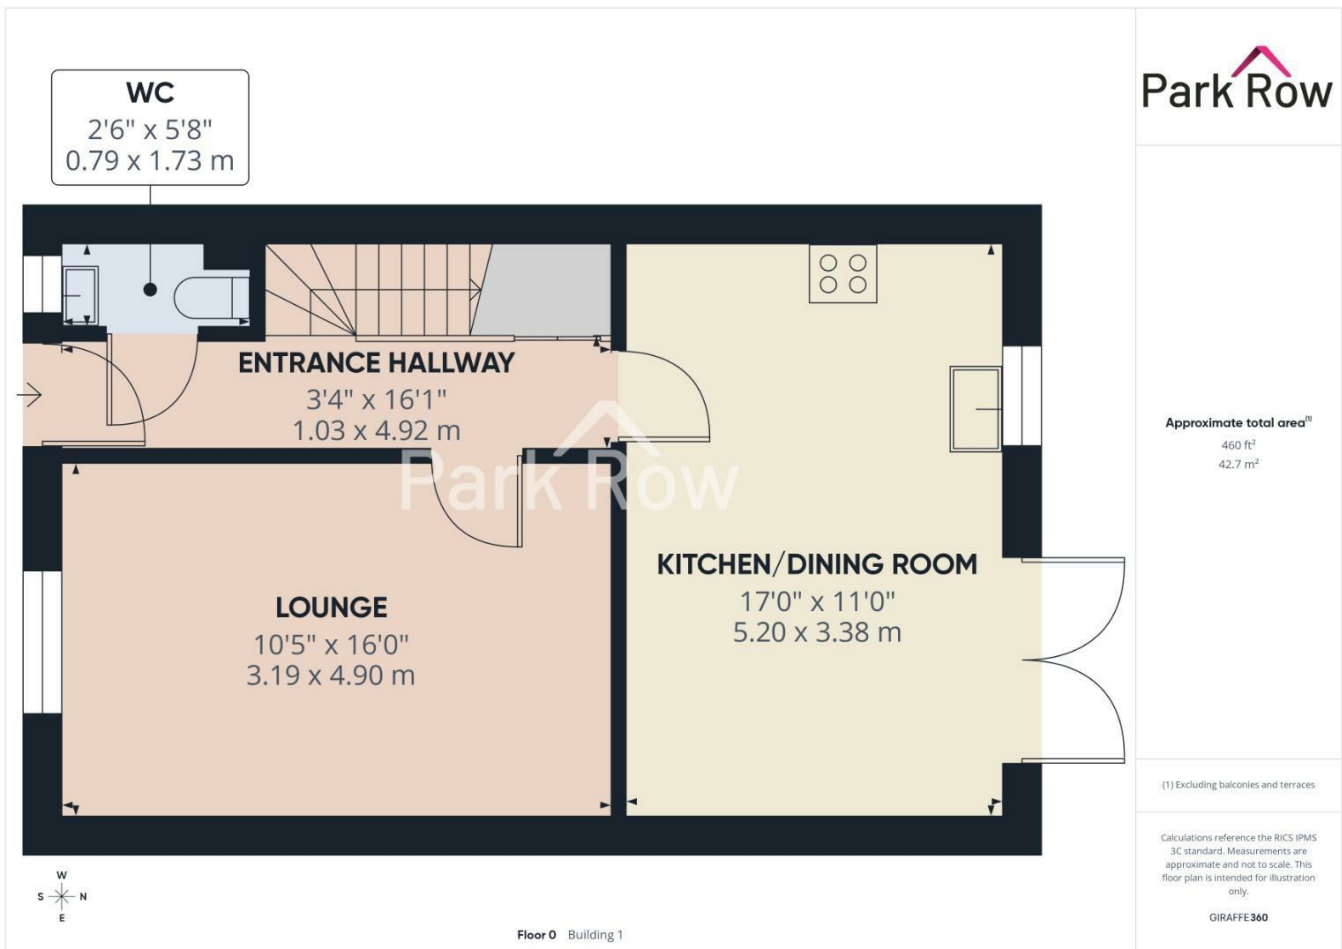 WC
2'6" x 5'8"
0.79 x 1.73 m
Park Row
ENTRANCE HALLWAY
3'4" x 16'1"
1.03 x 4.92 m
Park Row
KITCHEN/DINING ROOM
17'0" x 11'0"
5.20 x 3.38 m
LOUNGE
10'5" x 16'0"
3.19 x 4.90 m
Approximate total area⁽¹⁾
460 ft²
42.7 m²
(1) Excluding balconies and terraces
Calculations reference the RICS IPMS
3C standard. Measurements are
approximate and not to scale. This
floor plan is intended for illustration
only.
GIRAFFE360
W
S N
E
Floor 0 Building 1